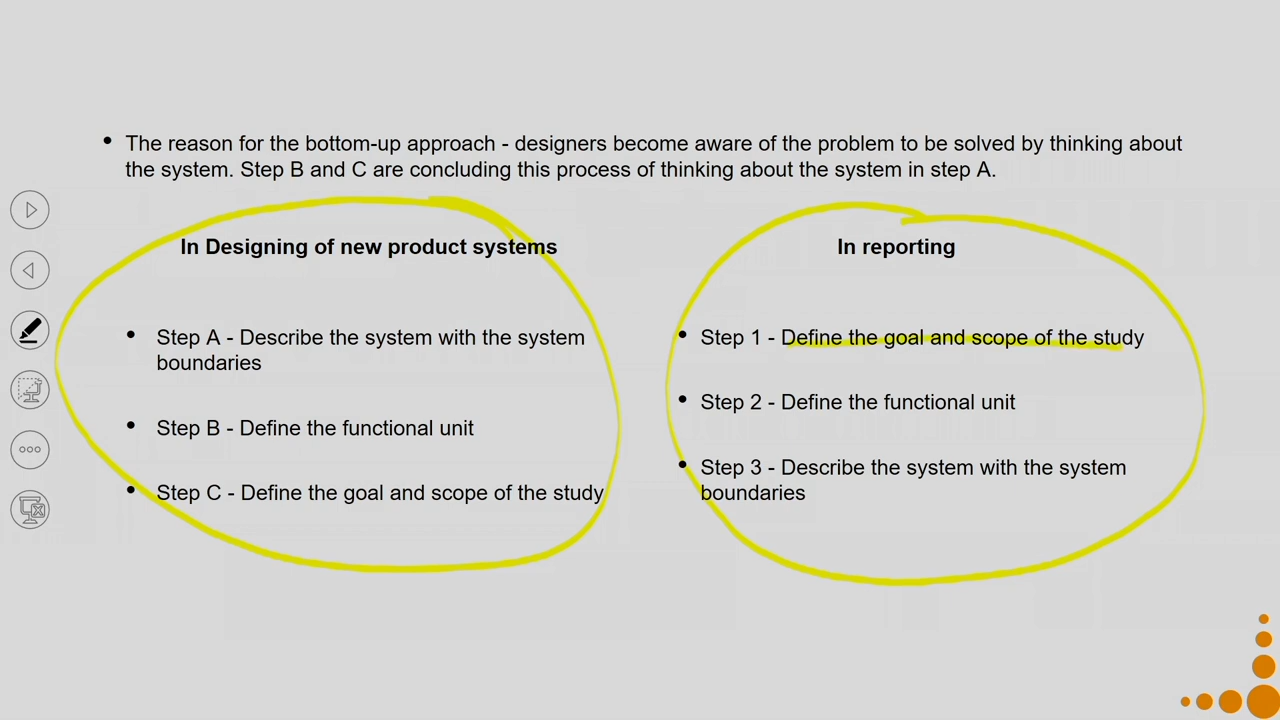 • The reason for the bottom-up approach - designers become aware of the problem to be solved by thinking about
the system. Step B and C are concluding this process of thinking about the system in step A.
In Designing of new product systems
• Step A - Describe the system with the system
boundaries
• Step B - Define the functional unit
• Step C - Define the goal and scope of the study
In reporting
• Step 1 - Define the goal and scope of the study
• Step 2 - Define the functional unit
• Step 3 - Describe the system with the system
boundaries